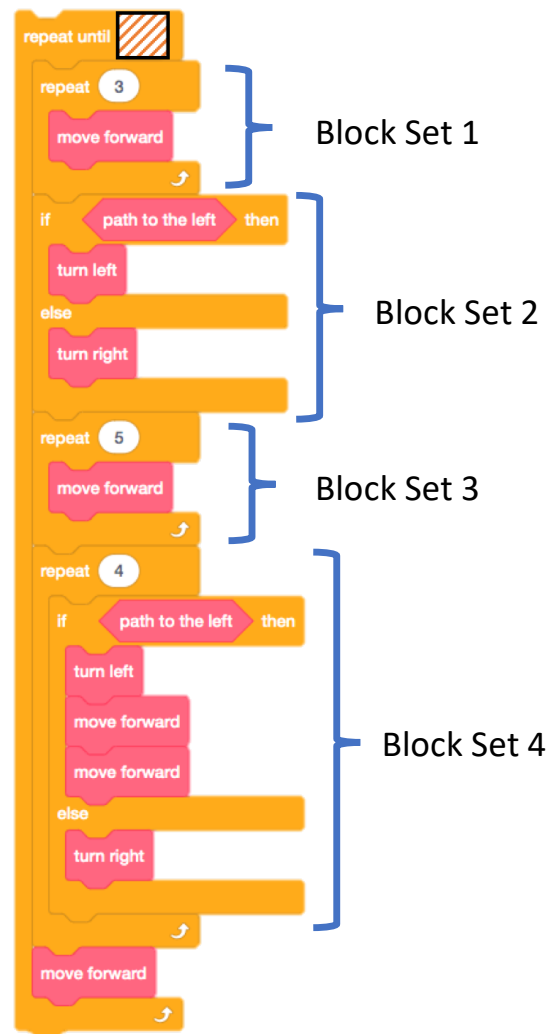 repeat until
repeat 3
move forward
Block Set 1
if path to the left then
turn left
else
turn right
Block Set 2
repeat 5
move forward
Block Set 3
repeat 4
if path to the left then
turn left
move forward
move forward
else
turn right
Block Set 4
move forward